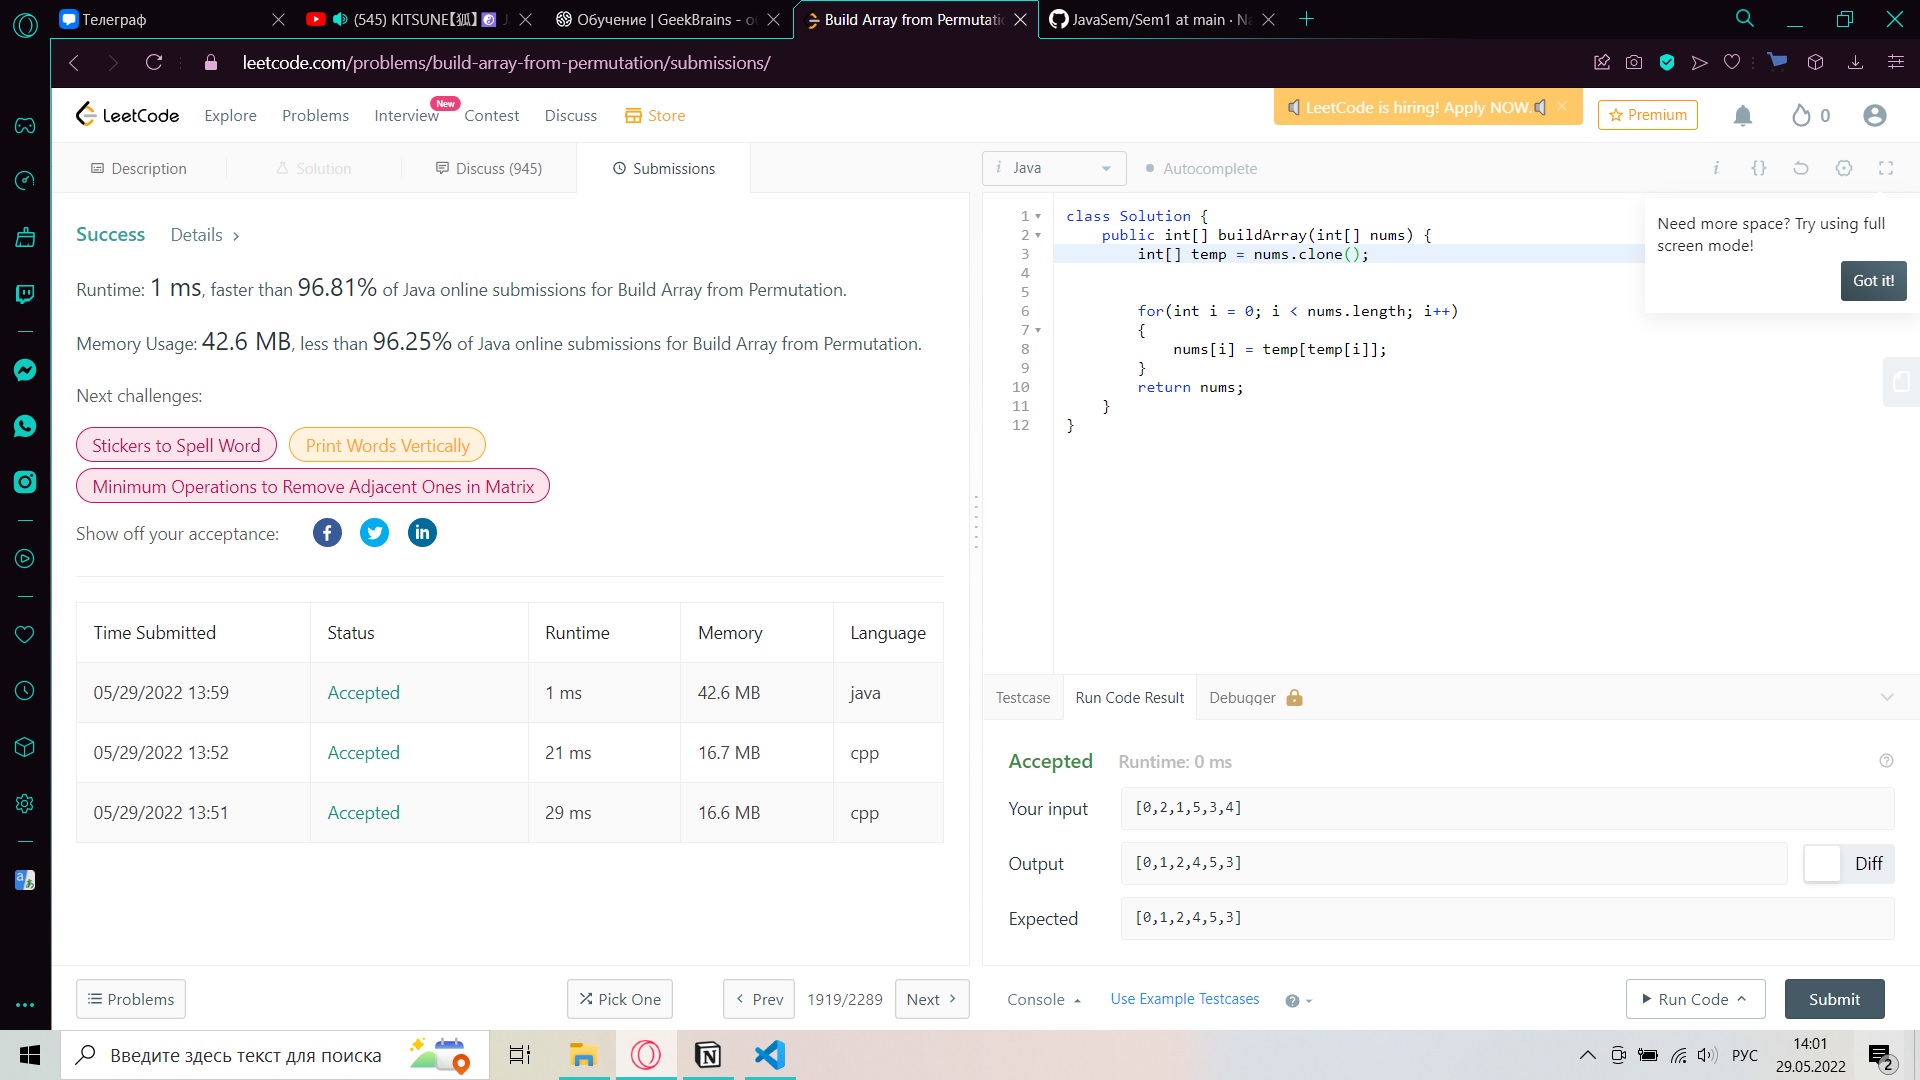 Телеграф
(545) KITSUNE【狐】
Обучение | GeekBrains - о
Build Array from Permutatio
JavaSem/Sem1 at main · Na
leetcode.com/problems/build-array-from-permutation/submissions/
LeetCode
Explore
Problems
Interview
New
Contest
Discuss
Store
LeetCode is hiring! Apply NOW.
Premium
0
Description
Solution
Discuss (945)
Submissions
i Java
Autocomplete
i
{}
Success
Details >
Runtime: 1 ms, faster than 96.81% of Java online submissions for Build Array from Permutation.
Memory Usage: 42.6 MB, less than 96.25% of Java online submissions for Build Array from Permutation.
Next challenges:
Stickers to Spell Word
Print Words Vertically
Minimum Operations to Remove Adjacent Ones in Matrix
Show off your acceptance:
Time Submitted Status Runtime Memory Language
05/29/2022 13:59 Accepted 1 ms 42.6 MB java
05/29/2022 13:52 Accepted 21 ms 16.7 MB cpp
05/29/2022 13:51 Accepted 29 ms 16.6 MB cpp
1 class Solution {
2 public int[] buildArray(int[] nums) {
3 int[] temp = nums.clone();
4
5
6 for(int i = 0; i < nums.length; i++)
7 {
8 nums[i] = temp[temp[i]];
9 }
10 return nums;
11 }
12 }
Need more space? Try using full
screen mode!
Got it!
Testcase
Run Code Result
Debugger
Accepted
Runtime: 0 ms
Your input
[0,2,1,5,3,4]
Output
[0,1,2,4,5,3]
Diff
Expected
[0,1,2,4,5,3]
Problems
Pick One
< Prev
1919/2289
Next >
Console
Use Example Testcases
Run Code
Submit
Введите здесь текст для поиска
РУС
14:01
29.05.2022
2